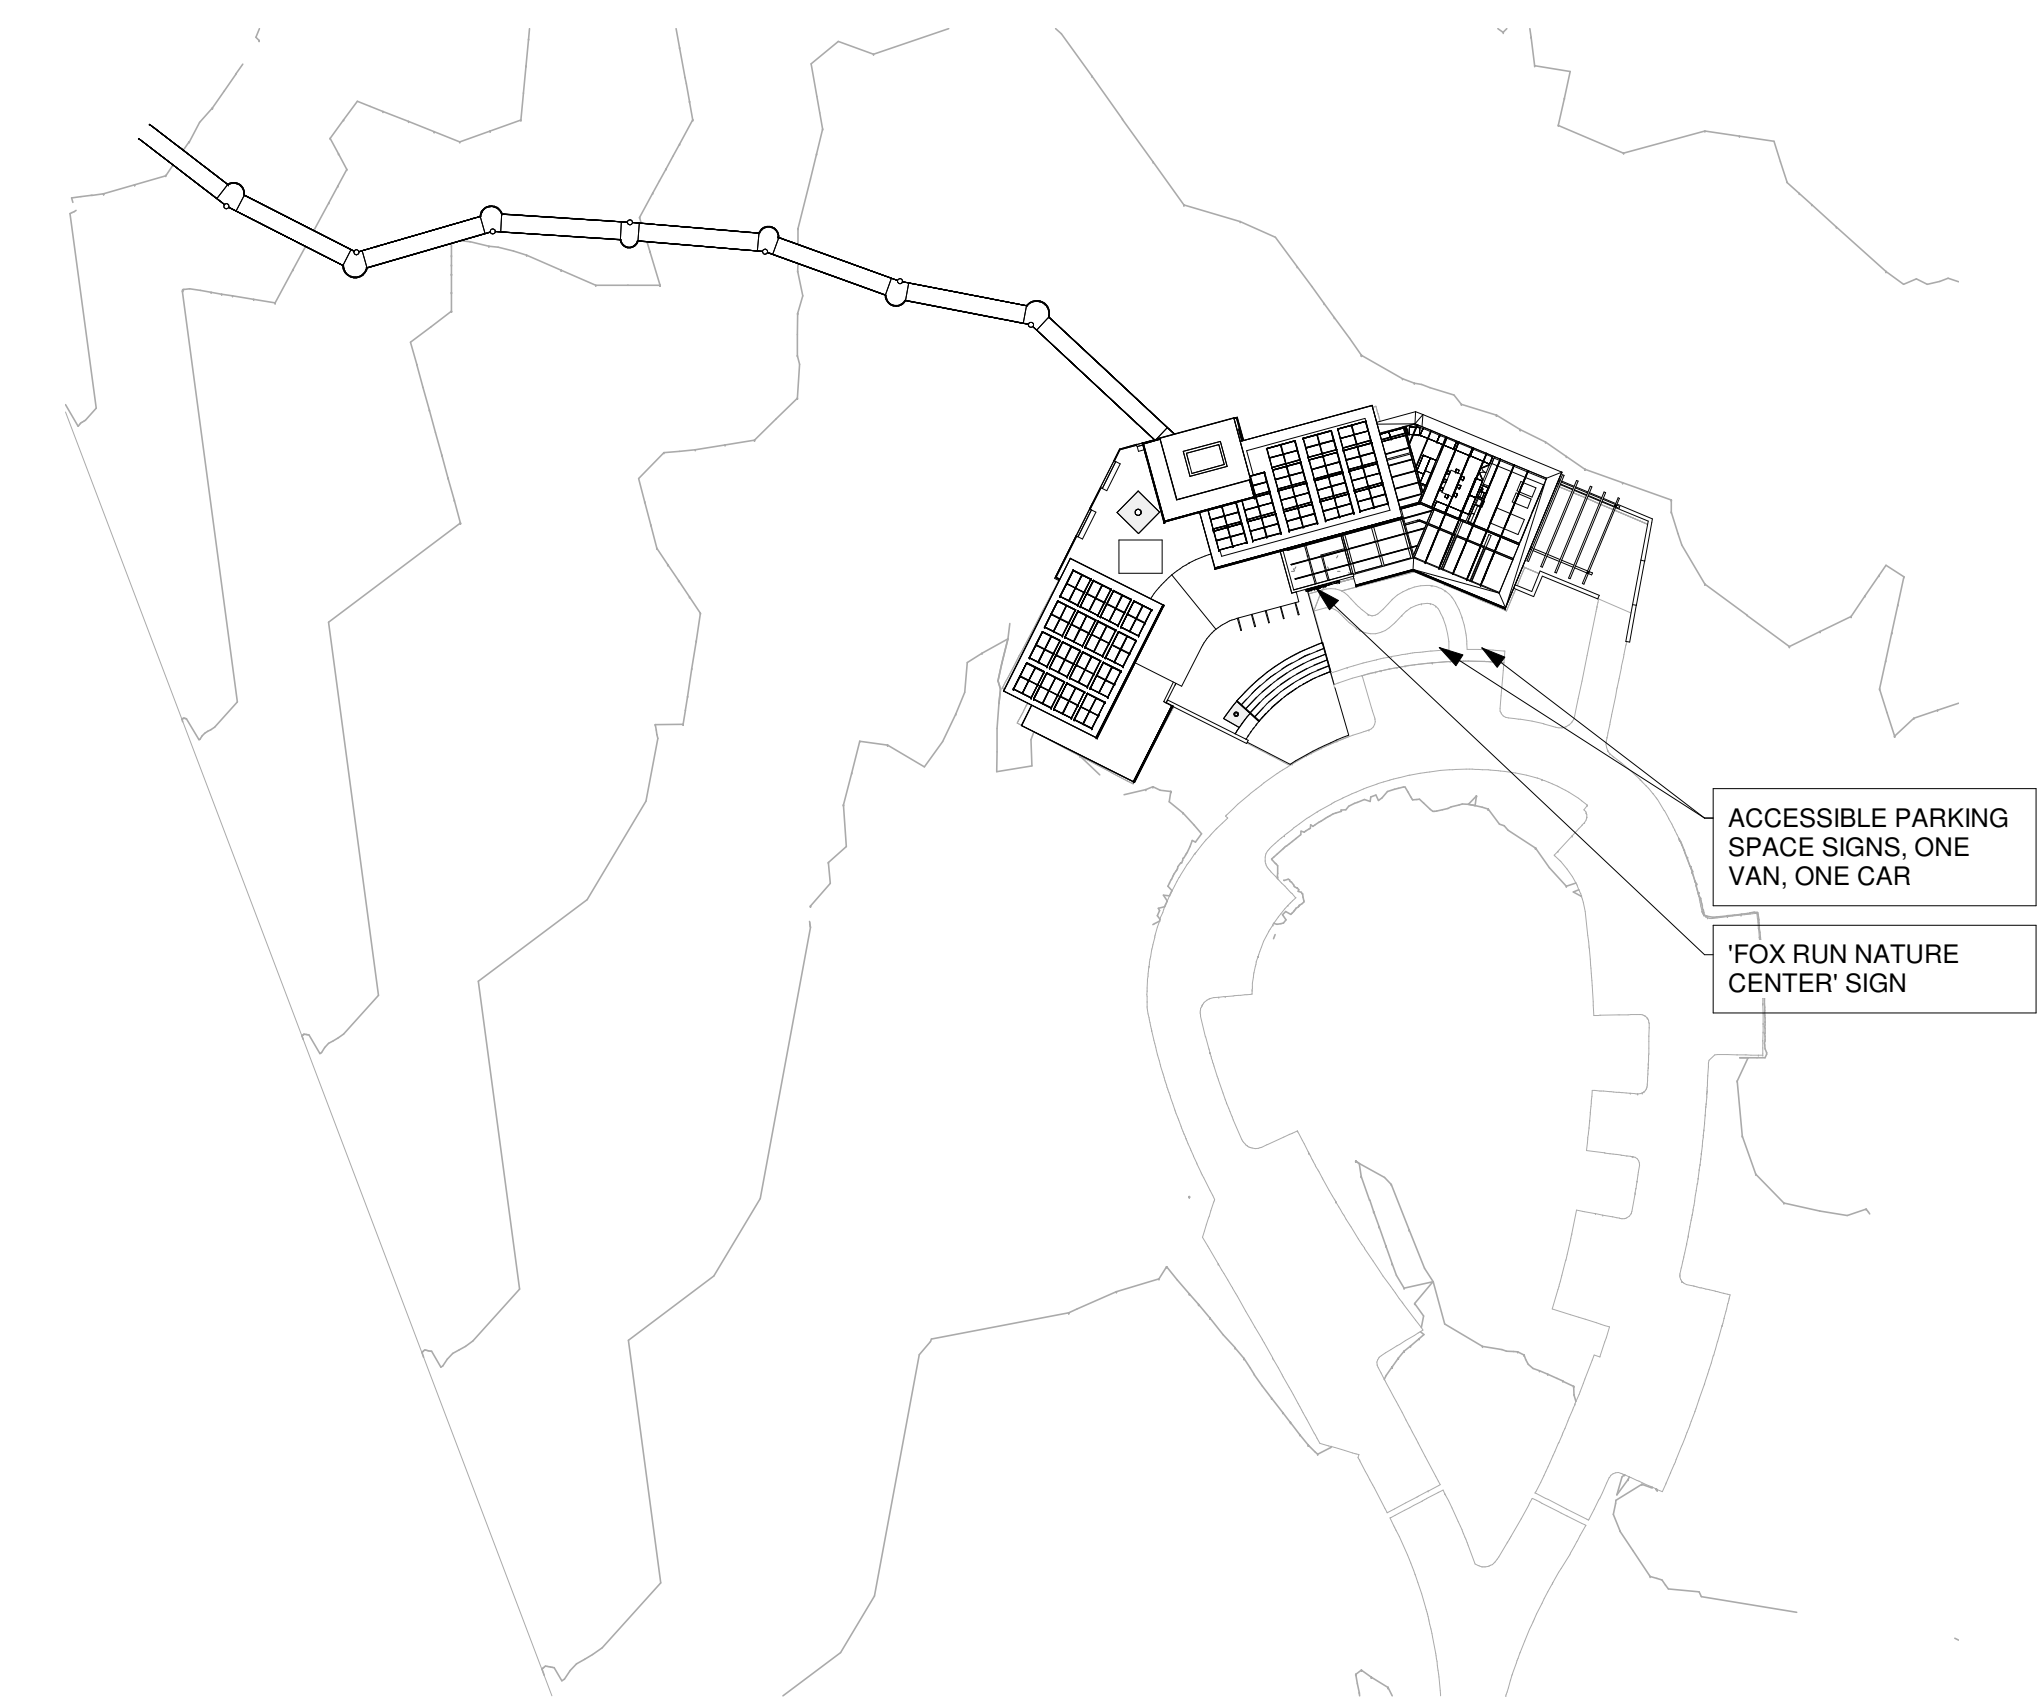 ACCESSIBLE PARKING
SPACE SIGNS, ONE
VAN, ONE CAR
'FOX RUN NATURE
CENTER' SIGN